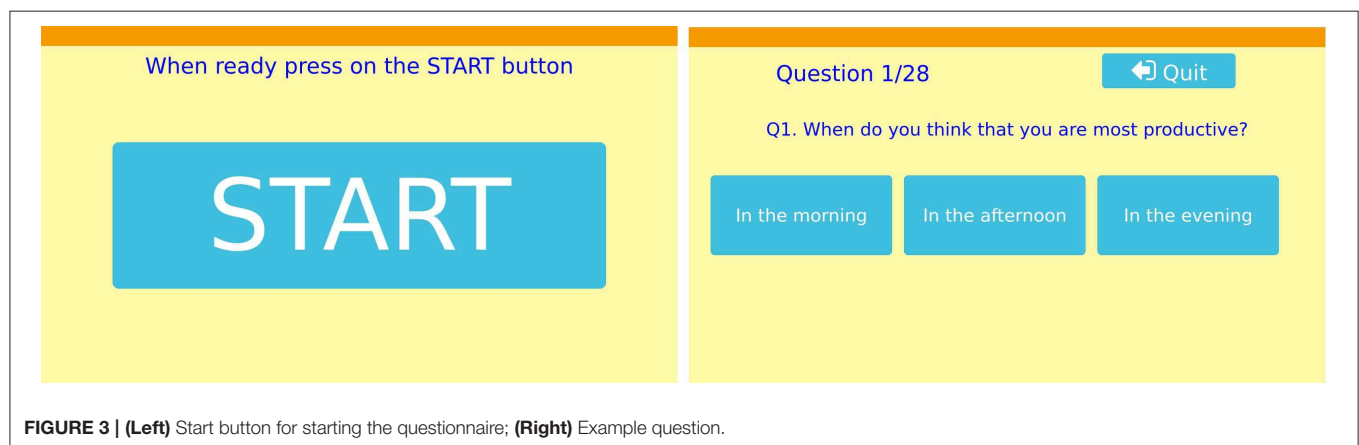 When ready press on the START button
START
Question 1/28
Quit
Q1. When do you think that you are most productive?
In the morning
In the afternoon
In the evening
FIGURE 3 | (Left) Start button for starting the questionnaire; (Right) Example question.